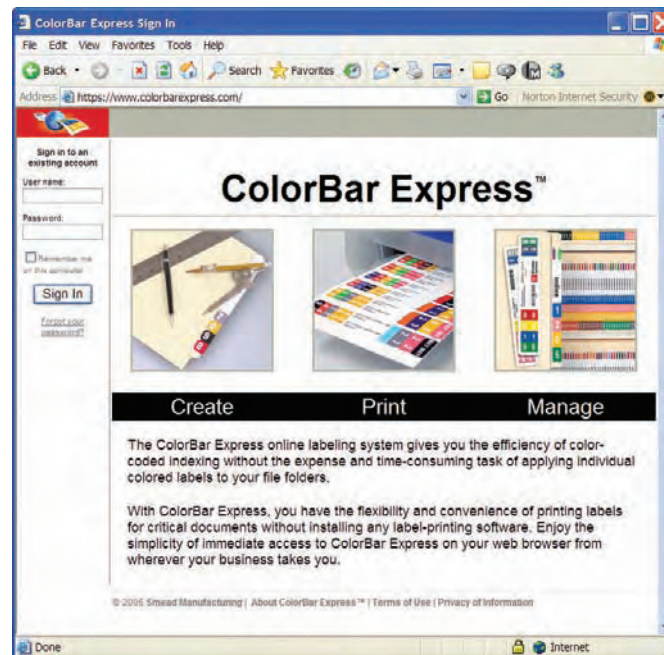 ColorBar Express Sign In
File Edit View Favorites Tools Help
Back Search Favorites
Address https://www.colorbarexpress.com/ Go Norton Internet Security
Sign in to an
existing account
User name:
Password:
Remember me
on this computer
Sign In
Forgot your
password?
ColorBar Express™
Create Print Manage
The ColorBar Express online labeling system gives you the efficiency of color-
coded indexing without the expense and time-consuming task of applying individual
colored labels to your file folders.
With ColorBar Express, you have the flexibility and convenience of printing labels
for critical documents without installing any label-printing software. Enjoy the
simplicity of immediate access to ColorBar Express on your web browser from
wherever your business takes you.
© 2006 Smead Manufacturing | About ColorBar Express™ | Terms of Use | Privacy of Information
Done Internet